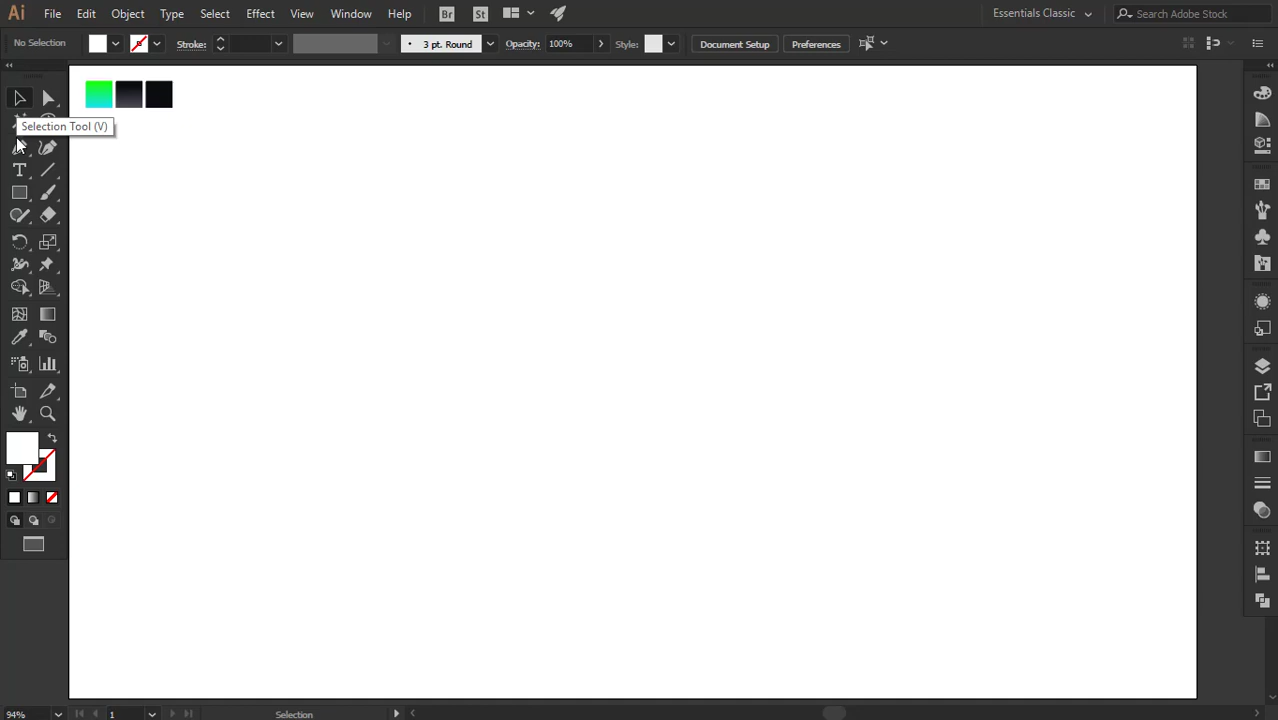 Ai File Edit Object Type Select Effect View Window Help Br St Essentials Classic Search Adobe Stock
No Selection Stroke: 3 pt. Round Opacity: 100% Style: Document Setup Preferences
Selection Tool (V)
94% 1 Selection